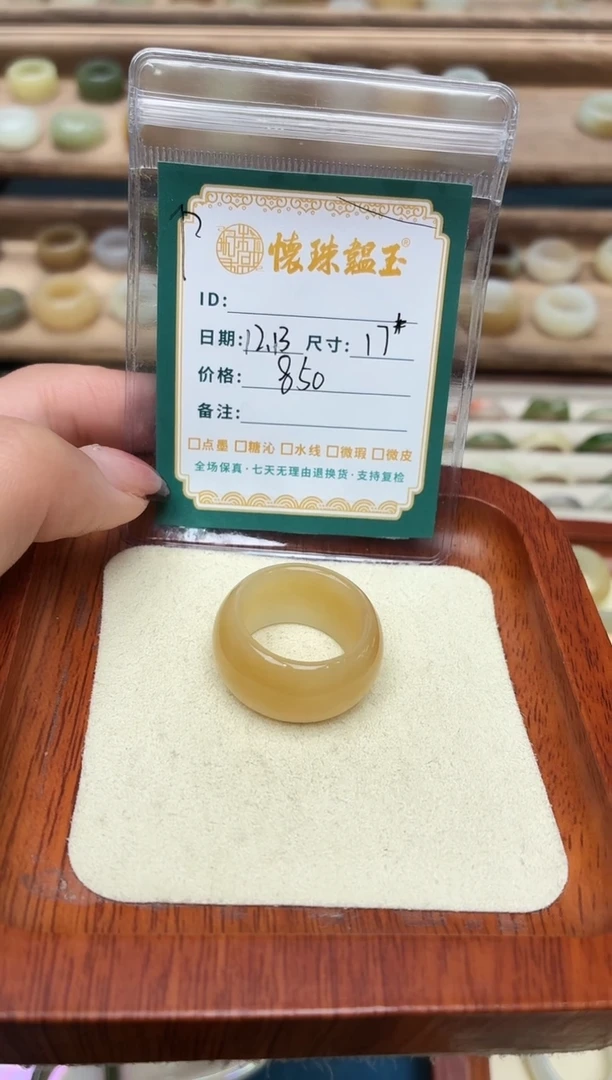 懷珠韞玉®
ID:
日期:12.13 尺寸:17#
价格:850
备注:
□点墨 □糖沁 □水线 □微瑕 □微皮
全场保真·七天无理由退换货·支持复检